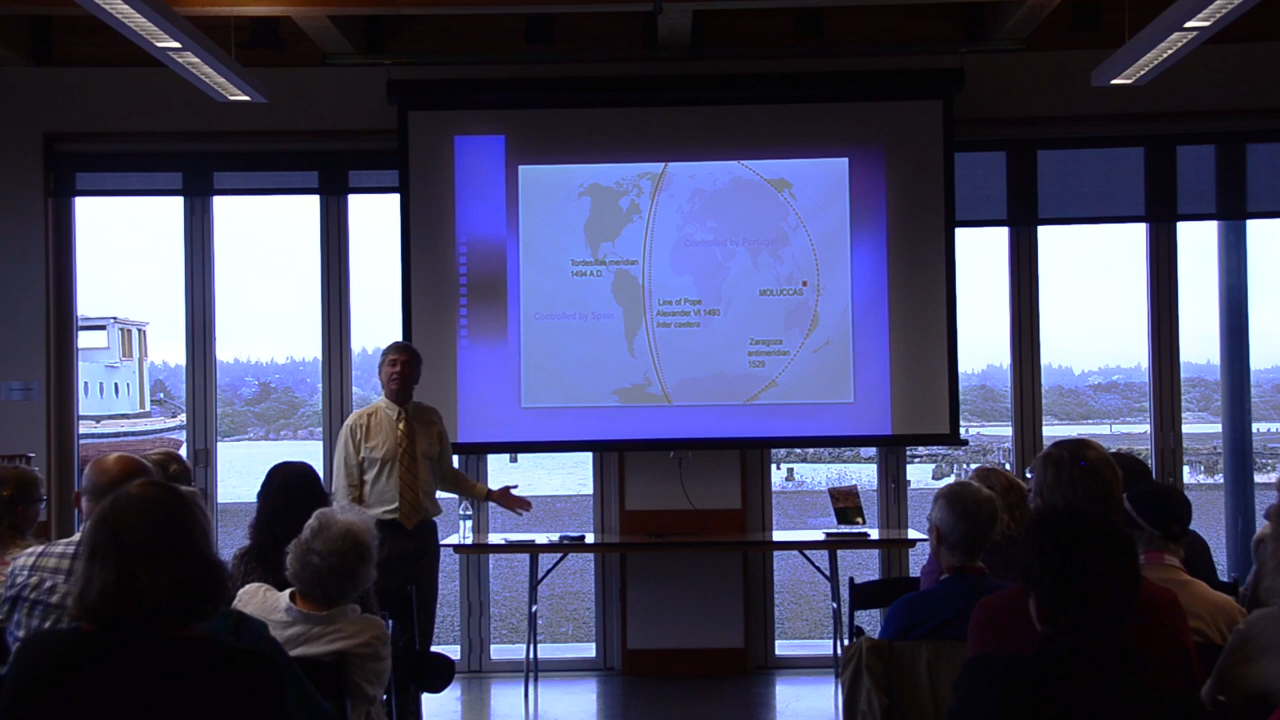 Controlled by Portugal
Tordesillas meridian
1494 A.D.
MOLUCCAS
Line of Pope
Alexander VI 1493
Inter caetera
Controlled by Spain
Zaragoza
antimeridian
1529